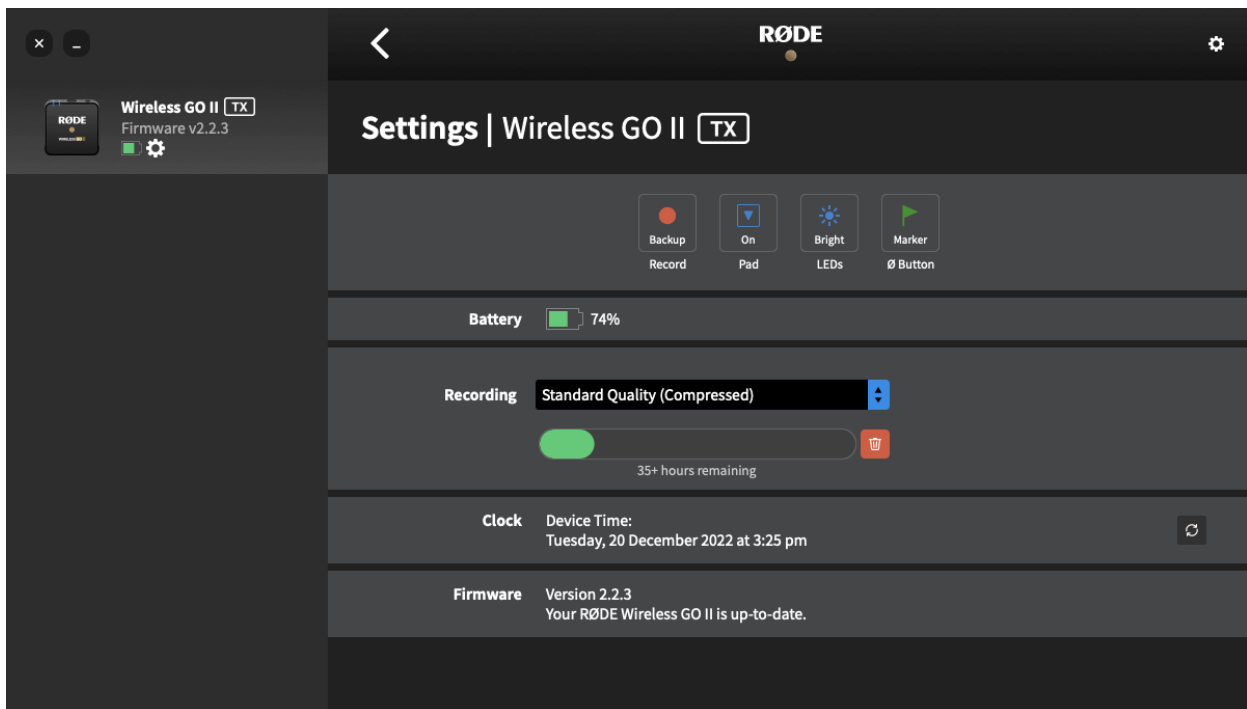 RØDE
RØDE
Wireless GO II TX
Firmware v2.2.3
Settings | Wireless GO II TX
Backup
On
Bright
Marker
Record
Pad
LEDs
Ø Button
Battery
74%
Recording
Standard Quality (Compressed)
35+ hours remaining
Clock
Device Time:
Tuesday, 20 December 2022 at 3:25 pm
Firmware
Version 2.2.3
Your RØDE Wireless GO II is up-to-date.